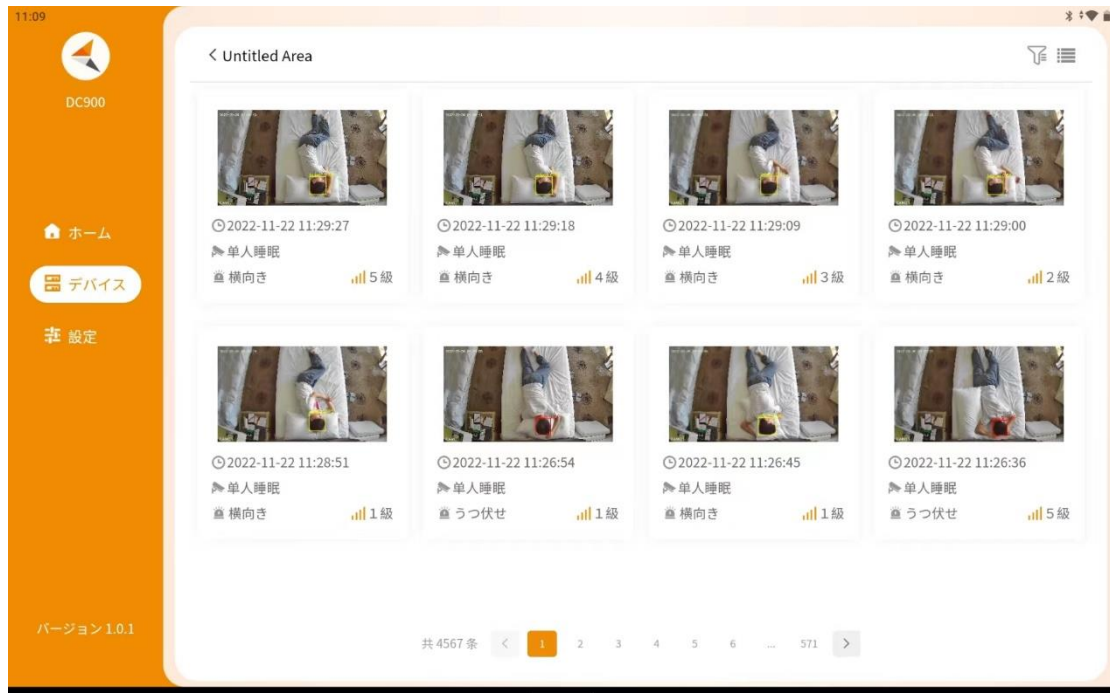 11:09
DC900
ホーム
デバイス
設定
バージョン 1.0.1
Untitled Area
2022-11-22 11:29:27
单人睡眠
横向き 5 級
2022-11-22 11:29:18
单人睡眠
横向き 4 級
2022-11-22 11:29:09
单人睡眠
横向き 3 級
2022-11-22 11:29:00
单人睡眠
横向き 2 級
2022-11-22 11:28:51
单人睡眠
横向き 1 級
2022-11-22 11:26:54
单人睡眠
うつ伏せ 1 級
2022-11-22 11:26:45
单人睡眠
横向き 1 級
2022-11-22 11:26:36
单人睡眠
うつ伏せ 5 級
共 4567 条 < 1 2 3 4 5 6 ... 571 >